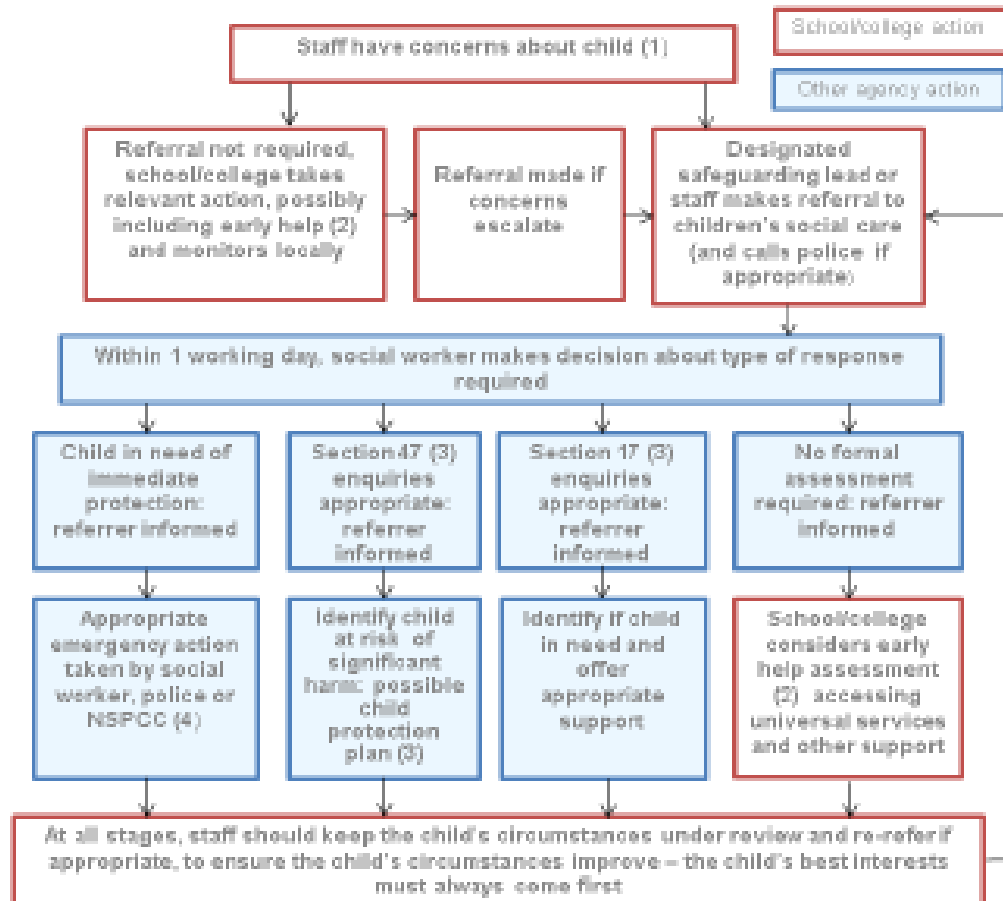 Staff have concerns about child (1)
School/college action
Other agency action
Referral not required,
school/college takes
relevant action, possibly
including early help (2)
and monitors locally
Referral made if
concerns
escalate
Designated
safeguarding lead or
staff makes referral to
children's social care
(and calls police if
appropriate)
Within 1 working day, social worker makes decision about type of response
required
Child in need of
immediate
protection:
referrer informed
Section 47 (3)
enquiries
appropriate:
referrer
informed
Section 17 (3)
enquiries
appropriate:
referrer
informed
No formal
assessment
required: referrer
informed
Appropriate
emergency action
taken by social
worker, police or
NSPCC (4)
Identify child
at risk of
significant
harm: possible
child
protection
plan (3)
Identify if child
in need and
offer
appropriate
support
School/college
considers early
help assessment
(2) accessing
universal services
and other support
At all stages, staff should keep the child's circumstances under review and re-refer if
appropriate, to ensure the child's circumstances improve – the child's best interests
must always come first